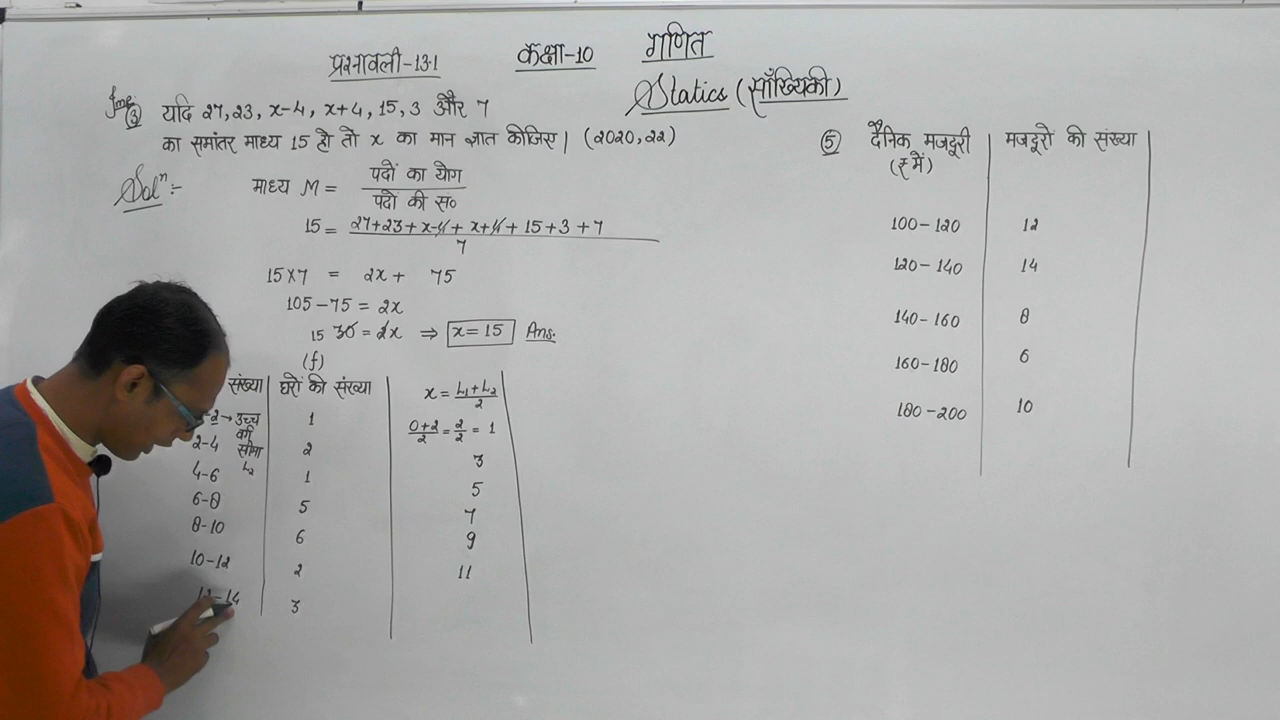 गणित
कक्षा-10
प्रश्नावली-13.1
Statics (साँख्यिकी)
Imp.
③ यदि 27, 23, x-4, x+4, 15, 3 और 7
का समांतर माध्य 15 हो तो x का मान ज्ञात कीजिए। (2020,22)
Solⁿ:-
माध्य M = पदों का योग / पदों की सं०
15 = 27+23+x-4+x+4+15+3+7 / 7
15×7 = 2x + 75
105-75 = 2x
15 30 = 2x ⇒ x=15 Ans.
(f)
संख्या घरों की संख्या x = L₁+L₂ / 2
-2 → उच्च वर्ग सीमा L₂ 1 0+2/2 = 2/2 = 1
2-4 2 3
4-6 1 5
6-8 5 7
8-10 6 9
10-12 2 11
12-14 3
⑤ दैनिक मजदूरी (₹ में) मजदूरो की संख्या
100-120 12
120-140 14
140-160 8
160-180 6
180-200 10